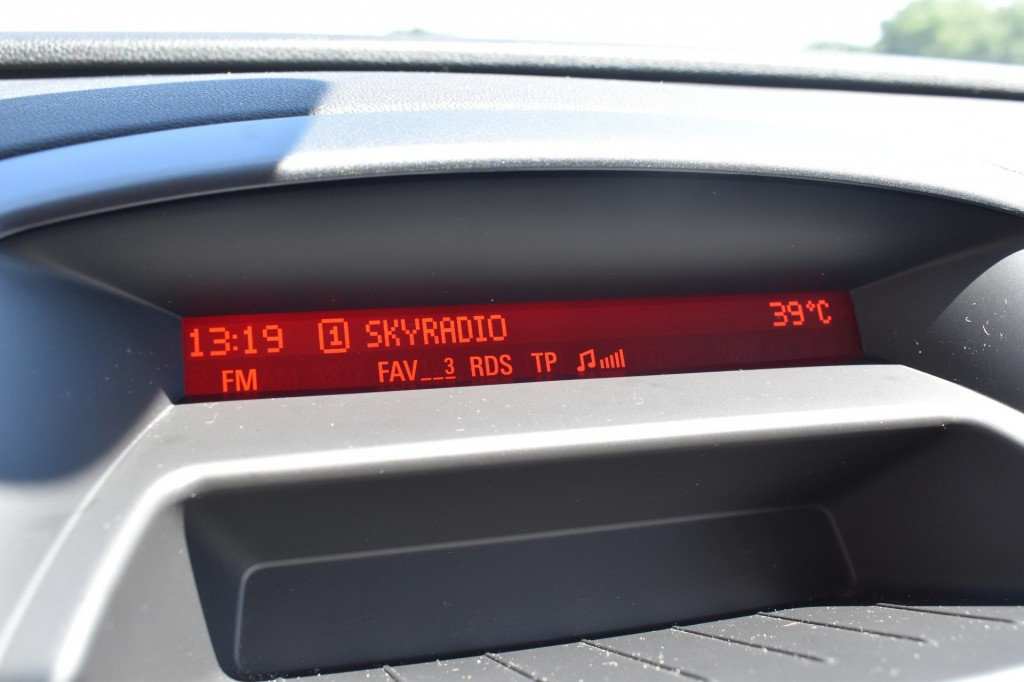 13:19 1 SKYRADIO 39°C
FM FAV__3 RDS TP